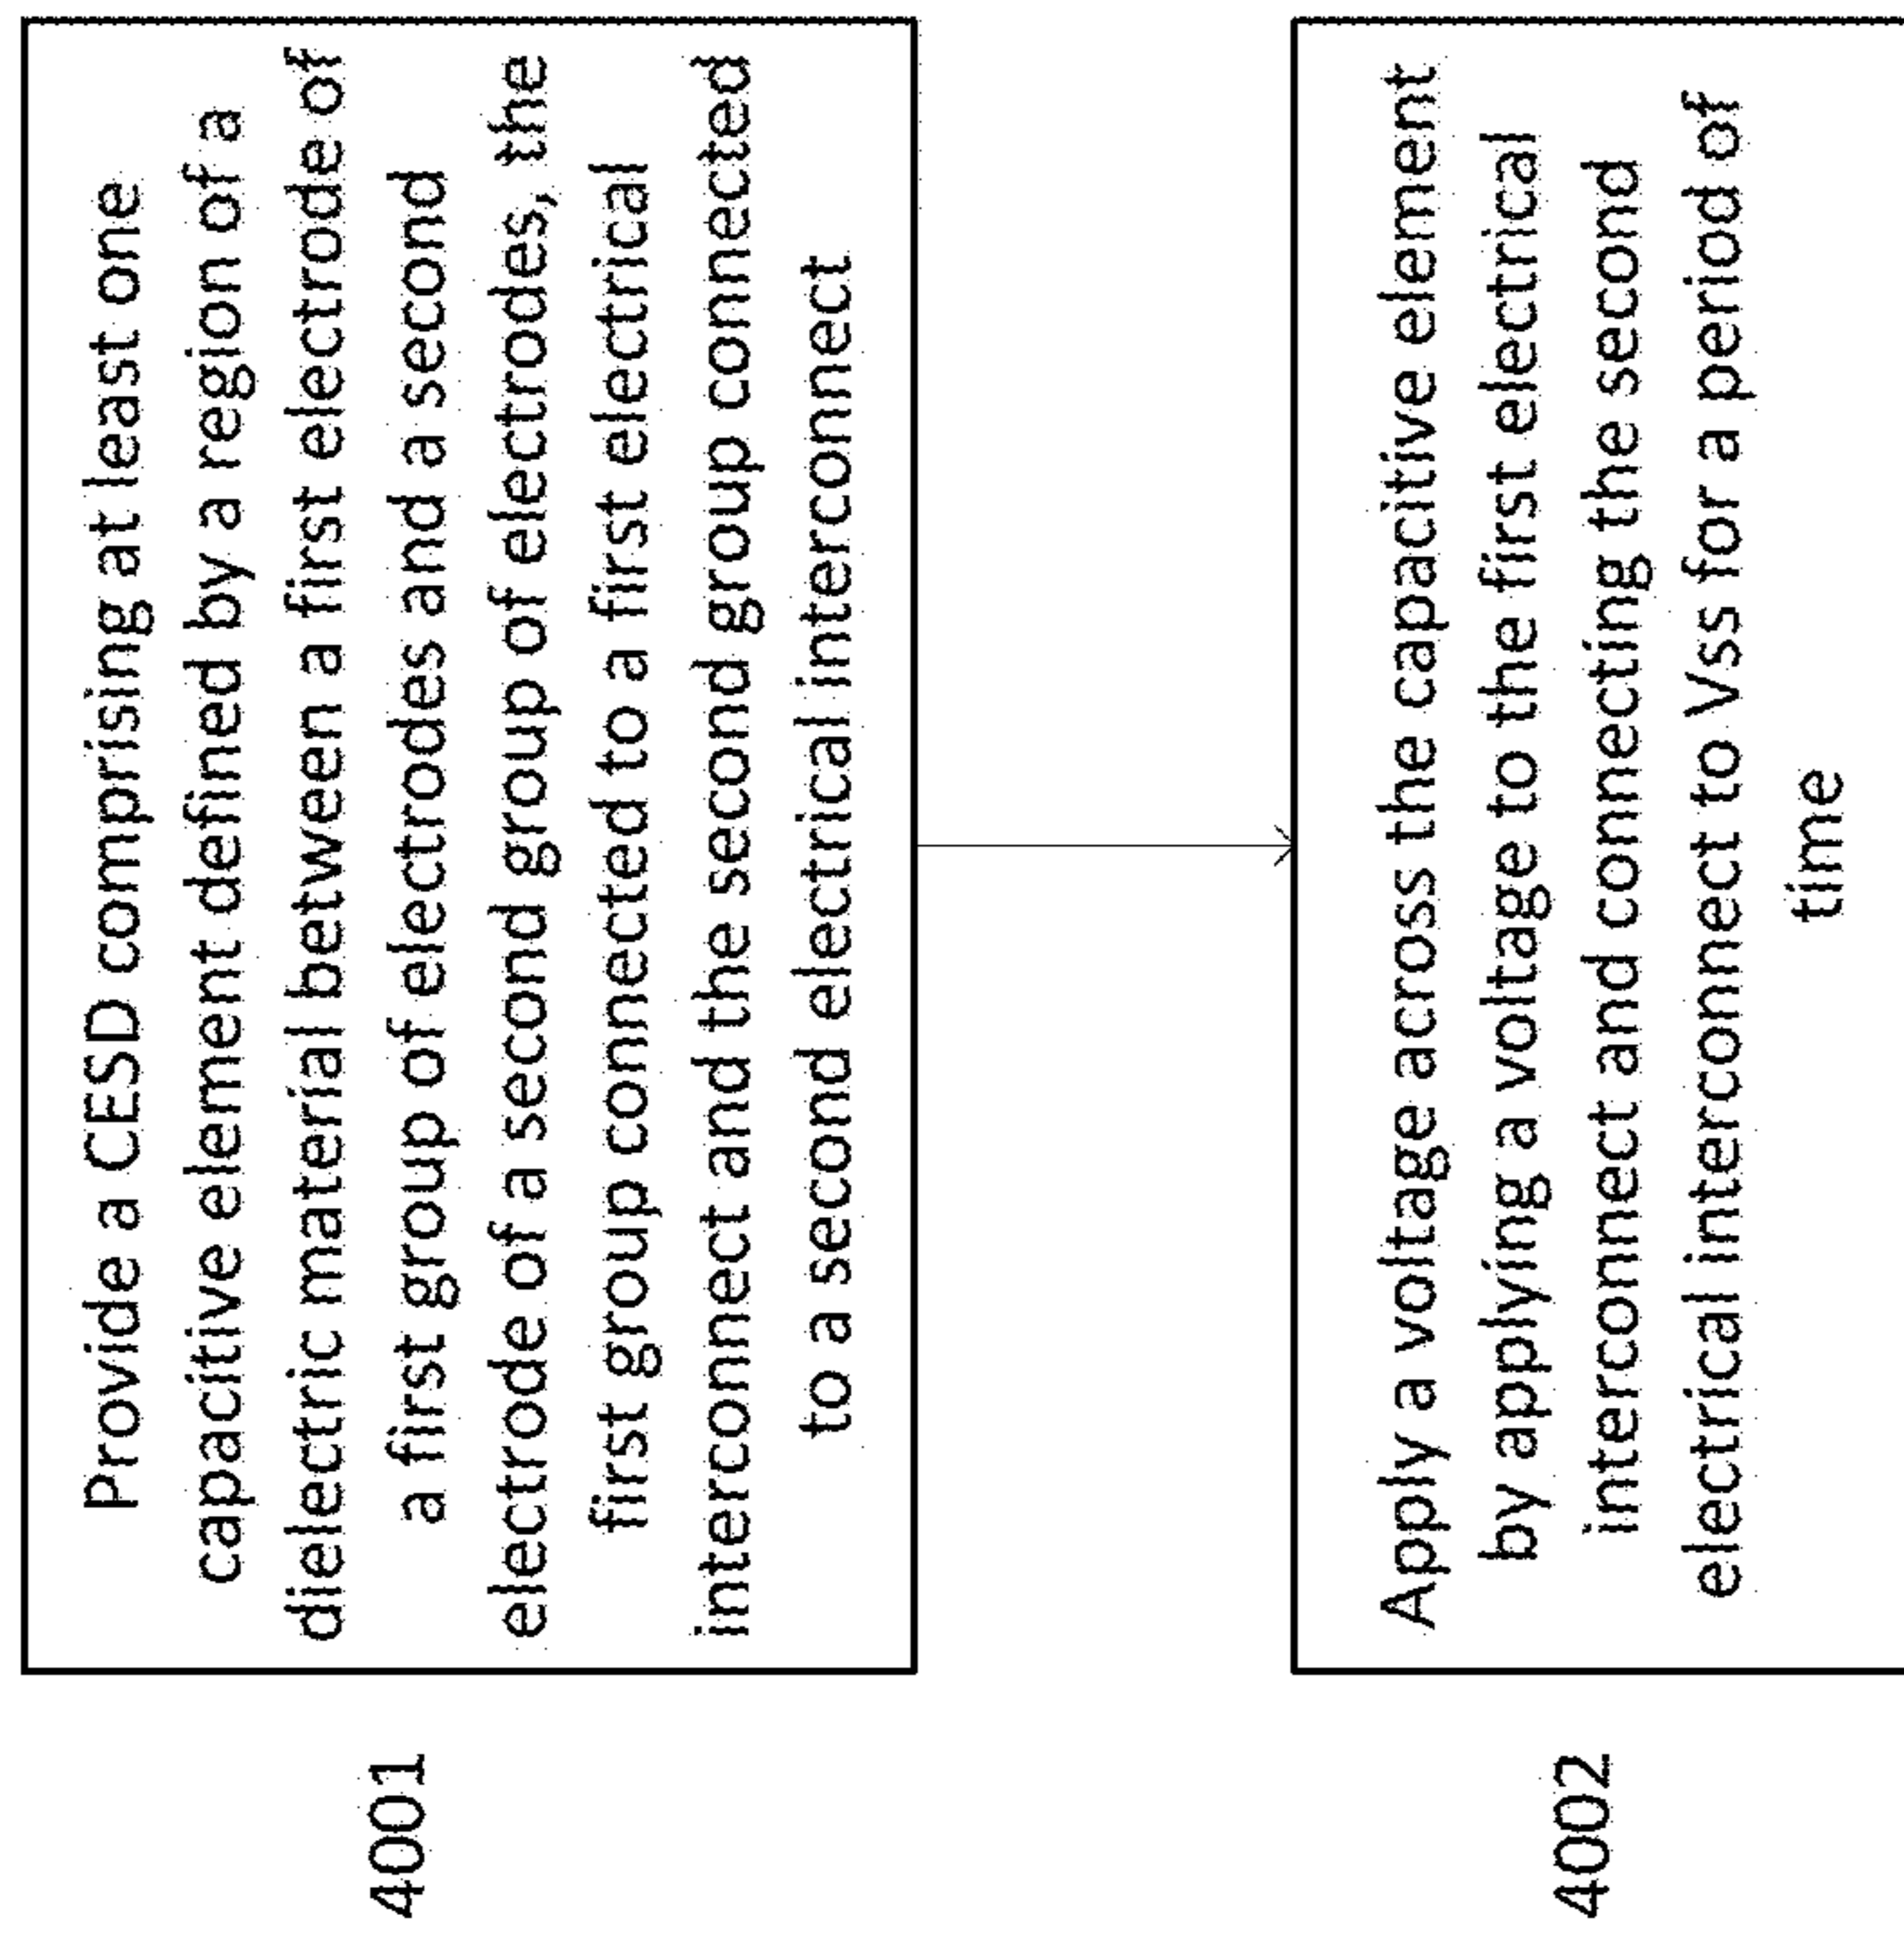 4001
Provide a CESD comprising at least one
capacitive element defined by a region of a
dielectric material between a first electrode of
a first group of electrodes and a second
electrode of a second group of electrodes, the
first group connected to a first electrical
interconnect and the second group connected
to a second electrical interconnect
4002
Apply a voltage across the capacitive element
by applying a voltage to the first electrical
interconnect and connecting the second
electrical interconnect to Vss for a period of
time